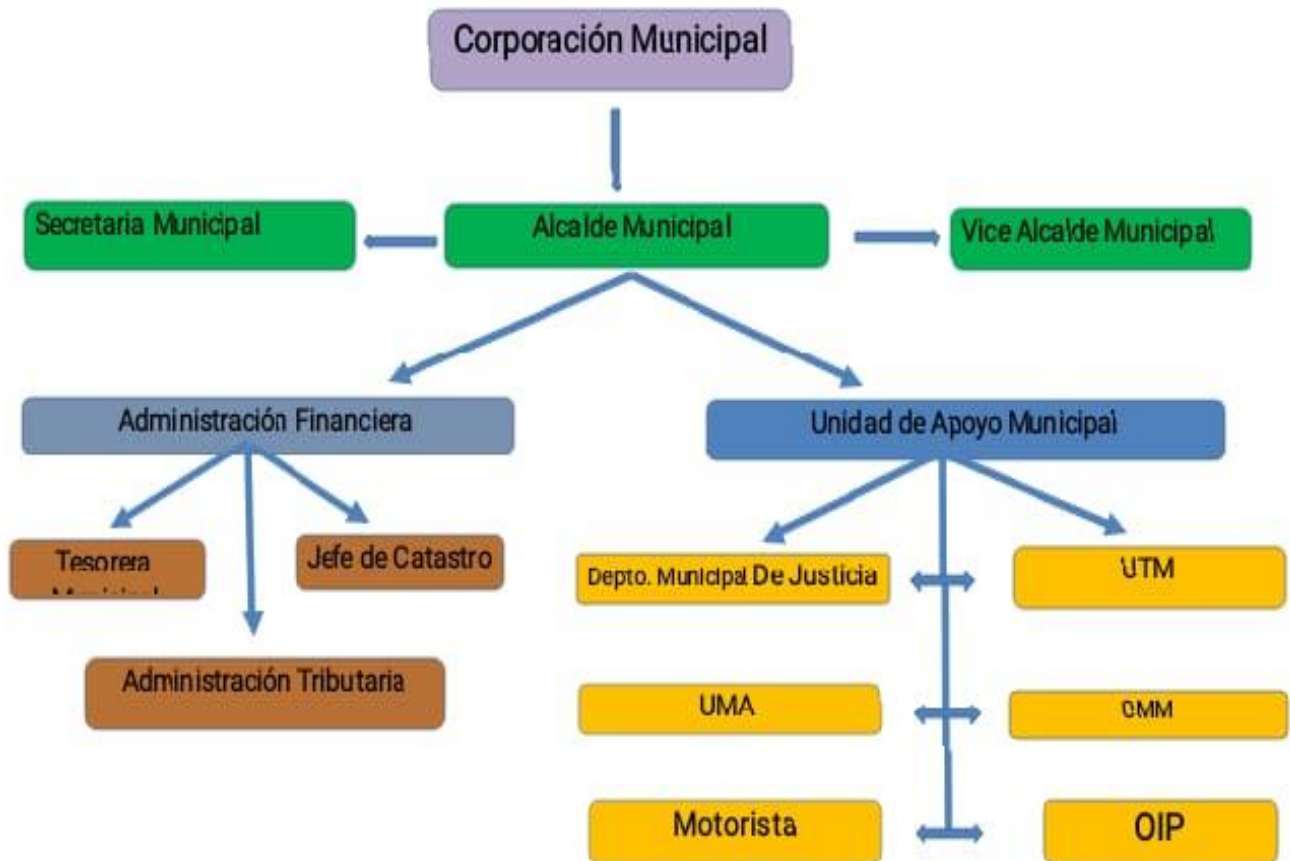 Corporación Municipal
Secretaria Municipal
Alcalde Municipal
Vice Alcalde Municipal
Administración Financiera
Unidad de Apoyo Municipal
Tesorera
Jefe de Catastro
Administración Tributaria
Depto. Municipal De Justicia
UTM
UMA
OMM
Motorista
OIP